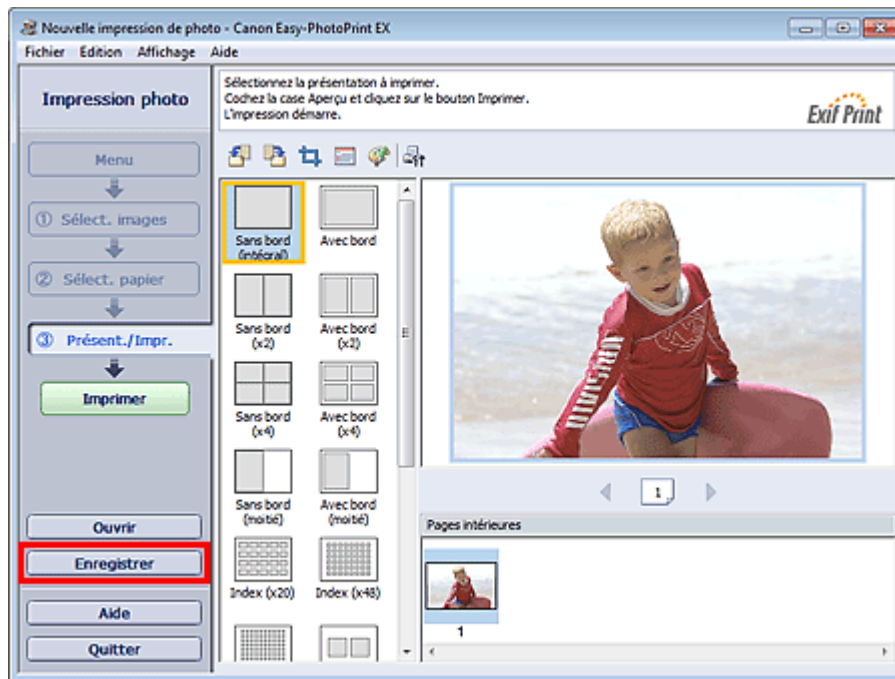 Nouvelle impression de photo - Canon Easy-PhotoPrint EX
Fichier Édition Affichage Aide
Impression photo
Sélectionnez la présentation à imprimer.
Cochez la case Aperçu et cliquez sur le bouton Imprimer.
L'impression démarre.
Exif Print
Menu
① Sélect. images
② Sélect. papier
③ Présent./Impr.
Imprimer
Ouvrir
Enregistrer
Aide
Quitter
Sans bord (intégral)
Avec bord
Sans bord (x2)
Avec bord (x2)
Sans bord (x4)
Avec bord (x4)
Sans bord (moitié)
Avec bord (moitié)
Index (x20)
Index (x48)
1
Pages intérieures
1